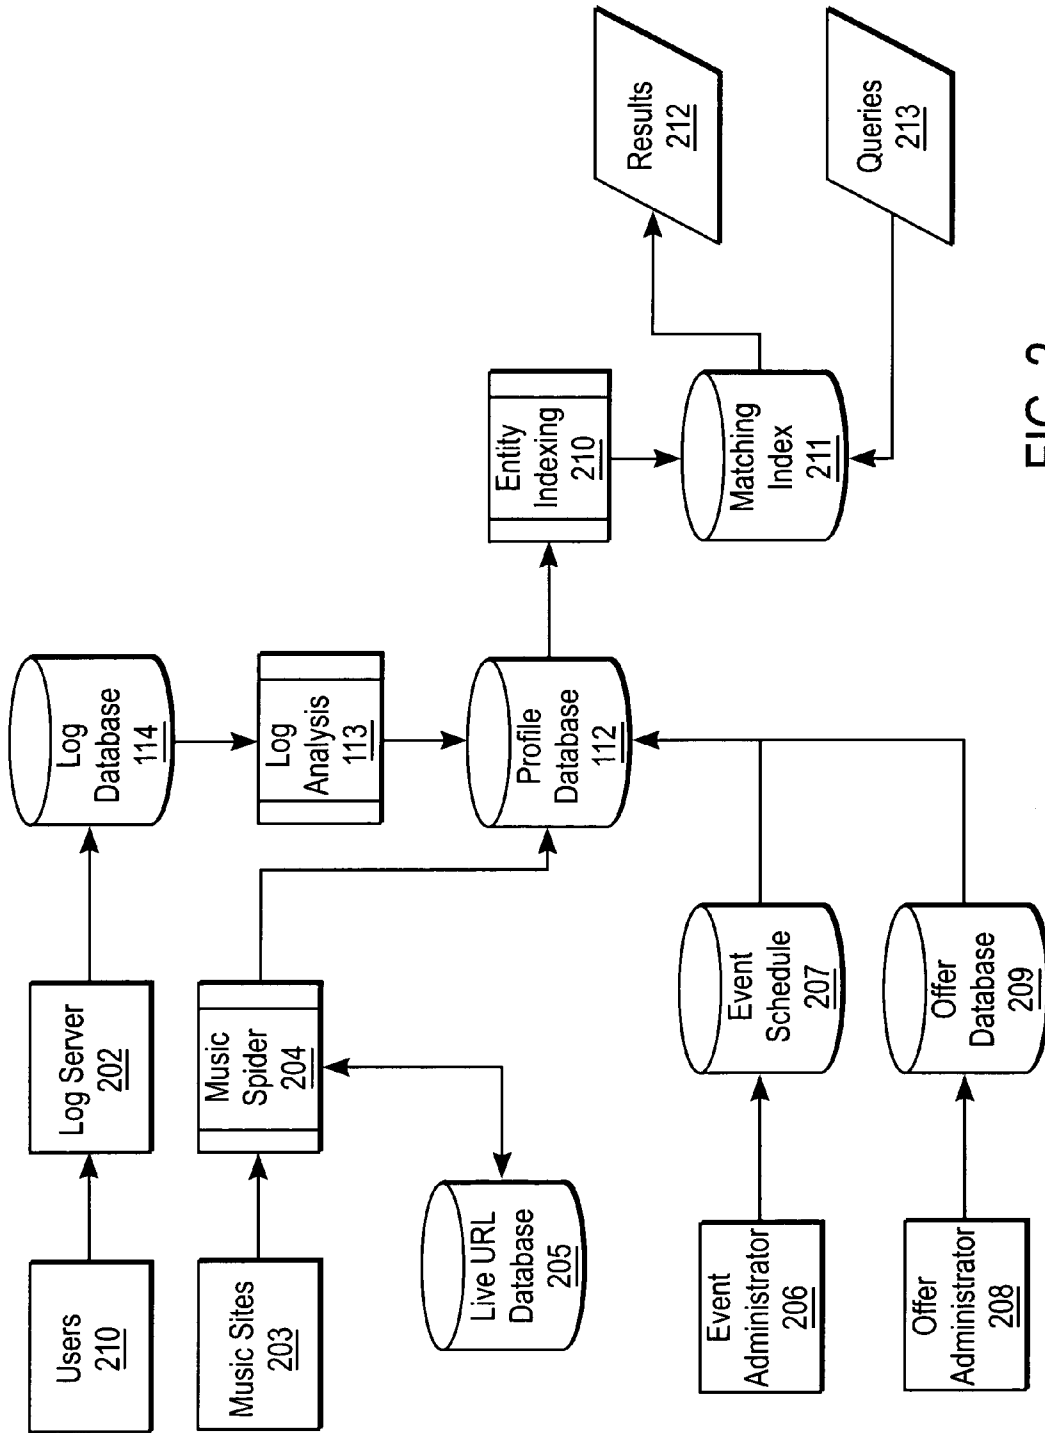 Users
210
Log Server
202
Log
Database
114
Music Sites
203
Music
Spider
204
Log
Analysis
113
Live URL
Database
205
Profile
Database
112
Entity
Indexing
210
Results
212
Event
Administrator
206
Event
Schedule
207
Matching
Index
211
Queries
213
Offer
Administrator
208
Offer
Database
209
FIG. 2